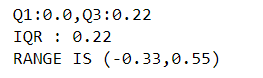 Q1:0.0,Q3:0.22
IQR : 0.22
RANGE IS (-0.33,0.55)